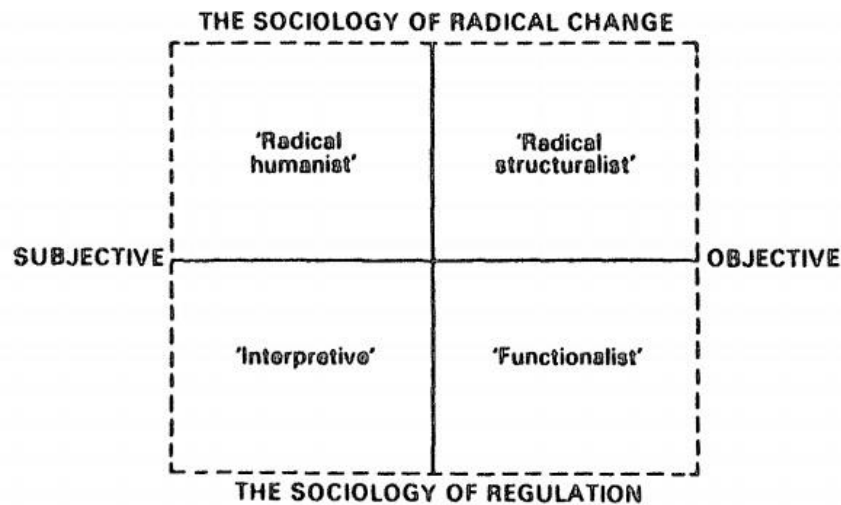 THE SOCIOLOGY OF RADICAL CHANGE
'Radical
humanist'
'Radical
structuralist'
SUBJECTIVE
OBJECTIVE
'Interpretive'
'Functionalist'
THE SOCIOLOGY OF REGULATION